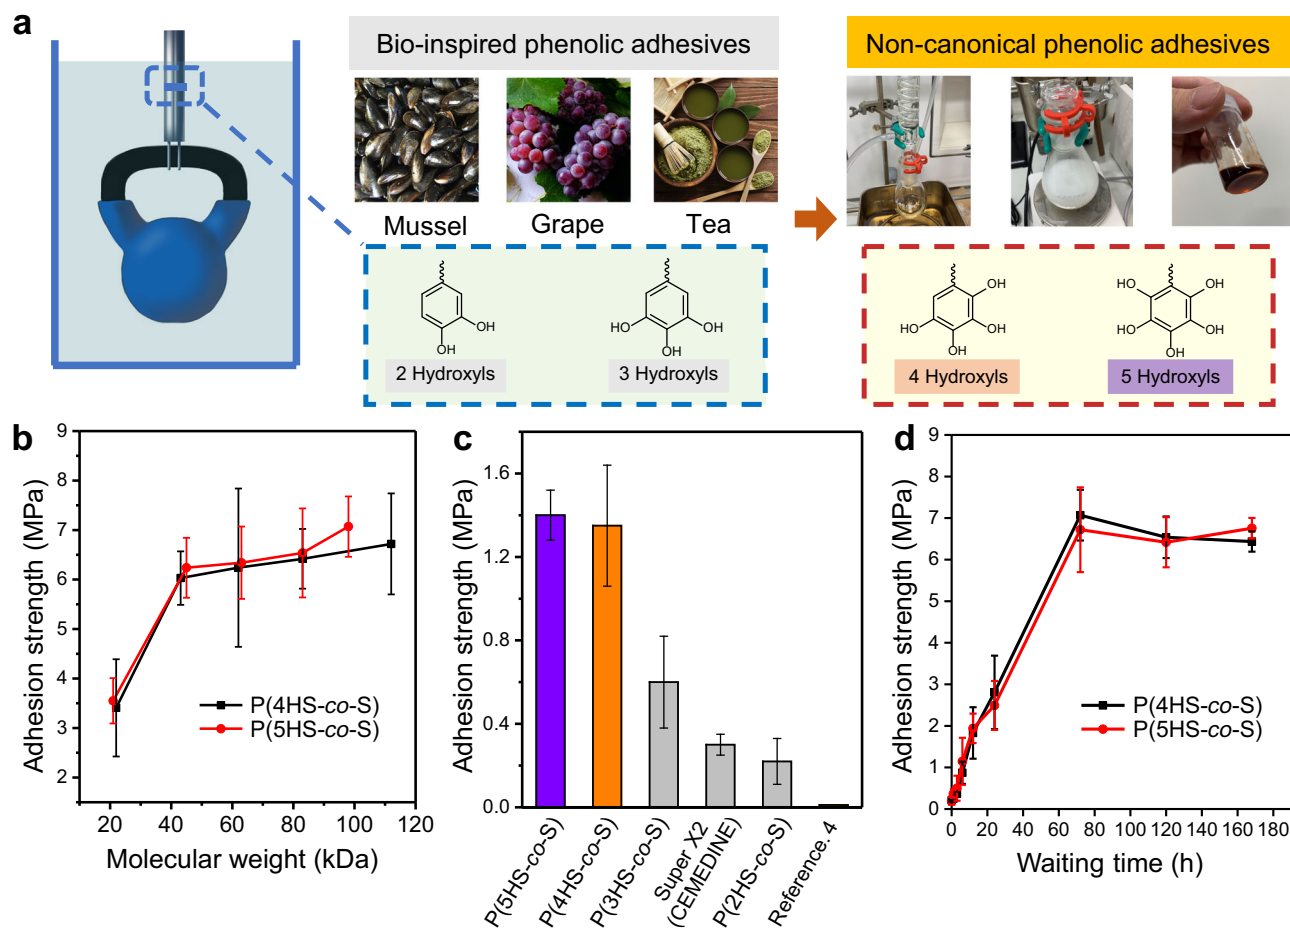 a
Bio-inspired phenolic adhesives
Non-canonical phenolic adhesives
Mussel
Grape
Tea
OH
OH
HO
OH
OH
OH
HO
OH
OH
HO
OH
HO
OH
OH
2 Hydroxyls
3 Hydroxyls
4 Hydroxyls
5 Hydroxyls
b
Adhesion strength (MPa)
9
8
7
6
5
4
3
2
P(4HS-co-S)
P(5HS-co-S)
20
40
60
80
100
120
Molecular weight (kDa)
c
Adhesion strength (MPa)
1.6
1.2
0.8
0.4
0.0
P(5HS-co-S)
P(4HS-co-S)
P(3HS-co-S)
Super X2
(CEMEDINE)
P(2HS-co-S)
Reference. 4
d
Adhesion strength (MPa)
9
8
7
6
5
4
3
2
1
0
P(4HS-co-S)
P(5HS-co-S)
0
20
40
60
80
100
120
140
160
180
Waiting time (h)